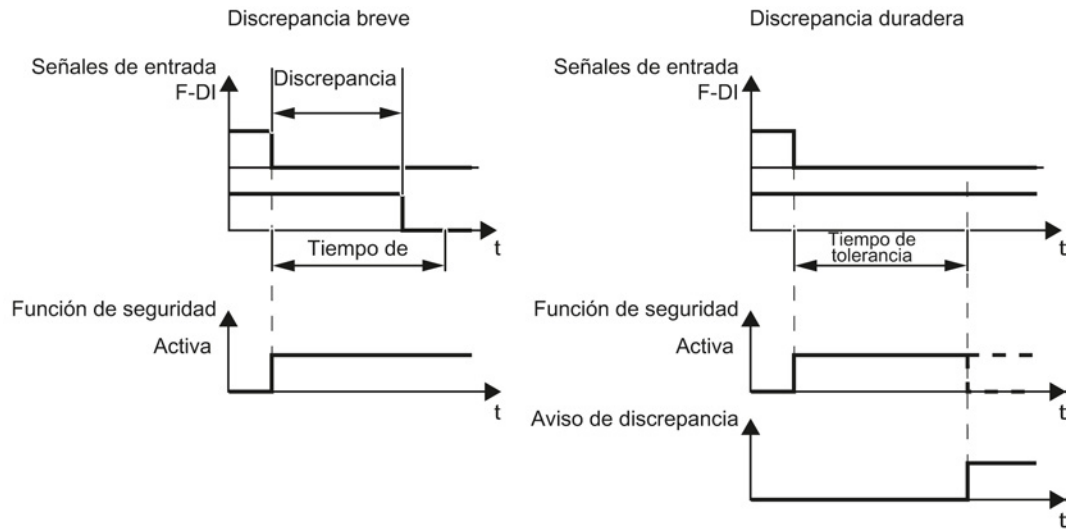 Discrepancia breve
Señales de entrada
F-DI
Discrepancia
t
Tiempo de
Función de seguridad
Activa
t
Discrepancia duradera
Señales de entrada
F-DI
t
Tiempo de
tolerancia
Función de seguridad
Activa
t
Aviso de discrepancia
t